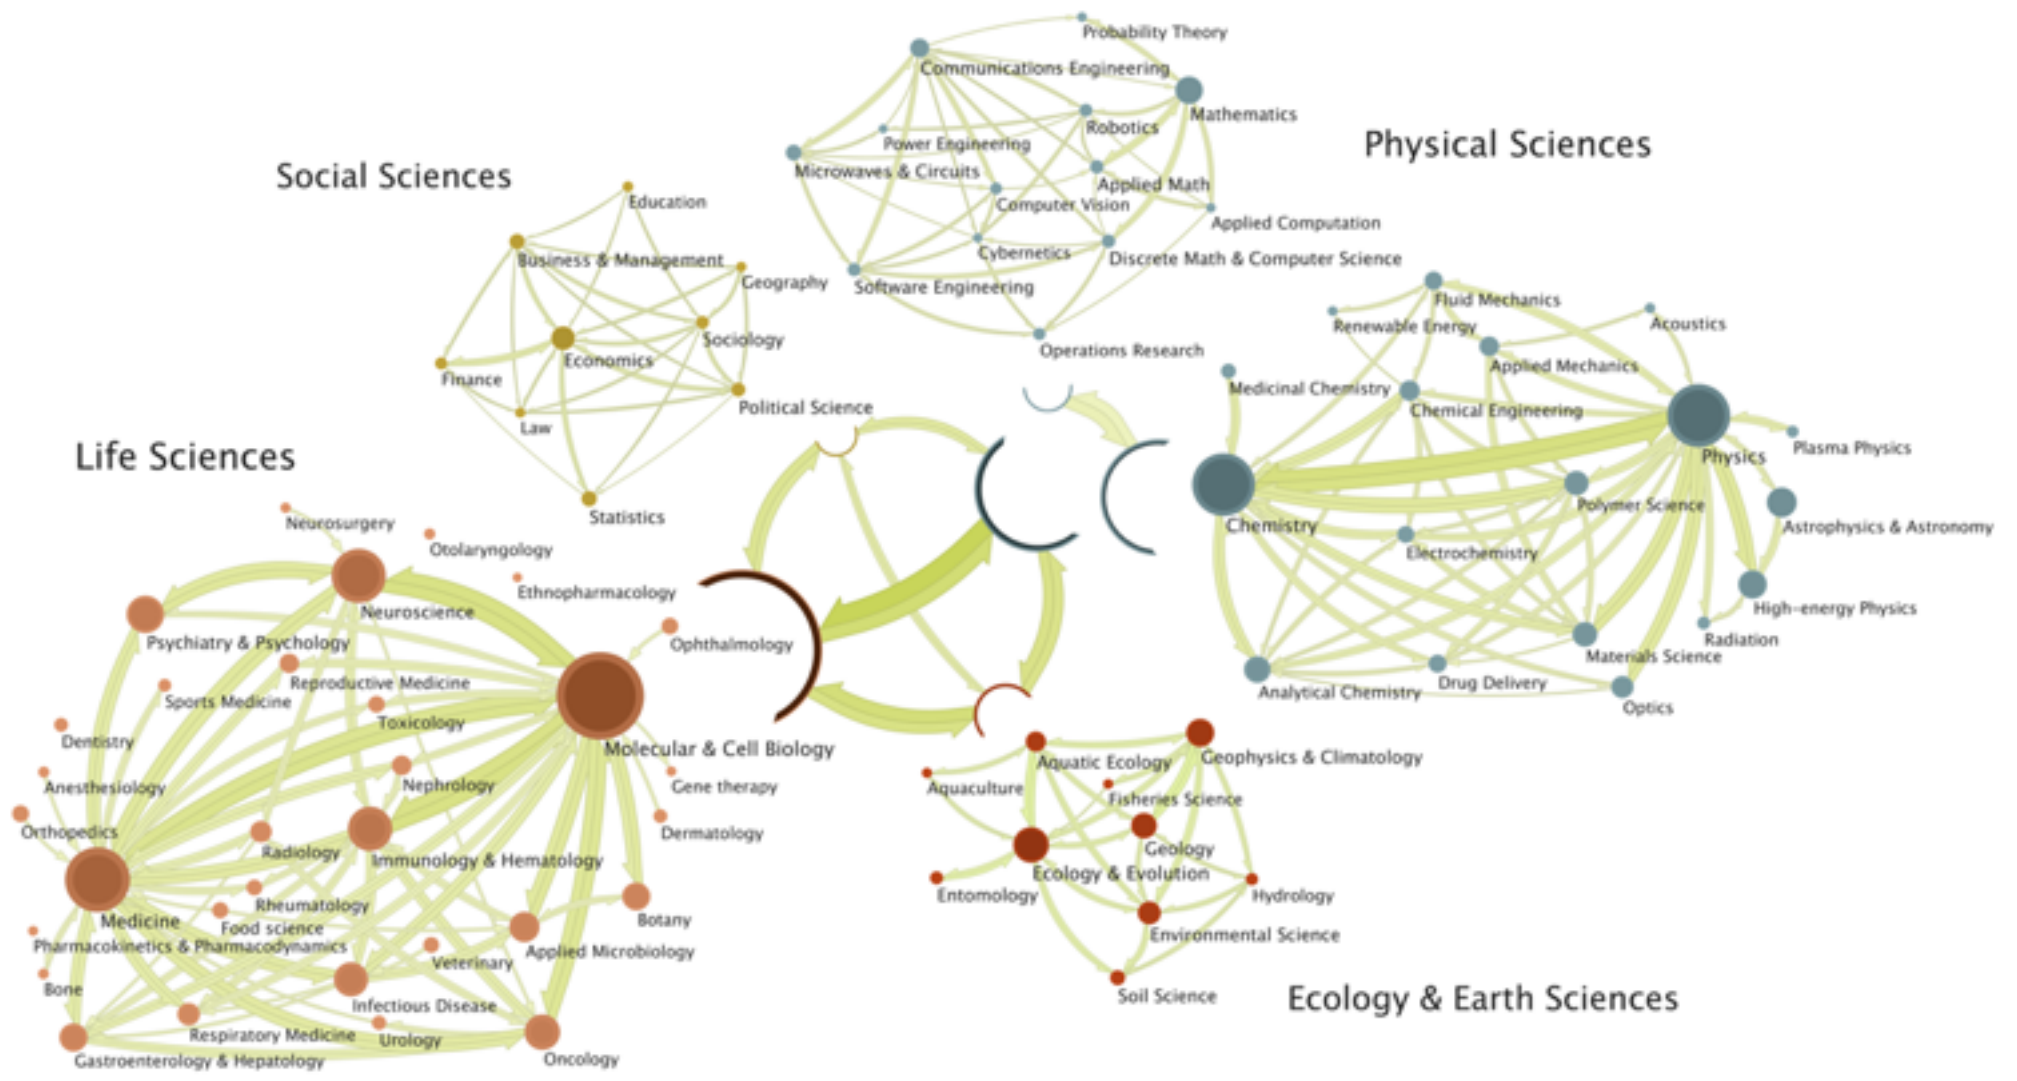 Probability Theory
Communications Engineering
Mathematics
Robotics
Power Engineering
Microwaves & Circuits
Applied Math
Computer Vision
Applied Computation
Cybernetics
Discrete Math & Computer Science
Software Engineering
Operations Research
Physical Sciences
Social Sciences
Education
Business & Management
Geography
Sociology
Economics
Finance
Political Science
Law
Statistics
Fluid Mechanics
Renewable Energy
Acoustics
Applied Mechanics
Medicinal Chemistry
Chemical Engineering
Plasma Physics
Physics
Polymer Science
Chemistry
Astrophysics & Astronomy
Electrochemistry
High-energy Physics
Radiation
Materials Science
Drug Delivery
Analytical Chemistry
Optics
Life Sciences
Neurosurgery
Otolaryngology
Ethnopharmacology
Neuroscience
Psychiatry & Psychology
Ophthalmology
Reproductive Medicine
Sports Medicine
Toxicology
Dentistry
Molecular & Cell Biology
Nephrology
Gene therapy
Anesthesiology
Orthopedics
Dermatology
Radiology
Immunology & Hematology
Rheumatology
Medicine
Food science
Botany
Pharmacokinetics & Pharmacodynamics
Applied Microbiology
Veterinary
Bone
Infectious Disease
Respiratory Medicine
Urology
Gastroenterology & Hepatology
Oncology
Geophysics & Climatology
Aquatic Ecology
Aquaculture
Fisheries Science
Geology
Ecology & Evolution
Entomology
Hydrology
Environmental Science
Soil Science
Ecology & Earth Sciences